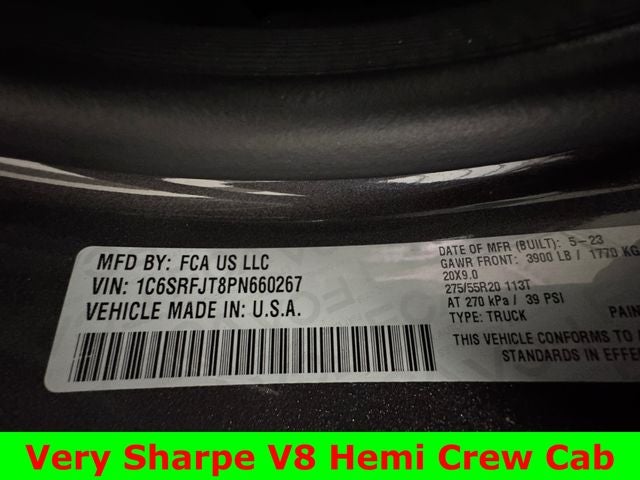 MFD BY: FCA US LLC
VIN: 1C6SRFJT8PN660267
VEHICLE MADE IN U.S.A.
DATE OF MFR (BUILT): 5-23
GAWR FRONT: 3900 LB / 1770 KG
20X9.0
275/55R20 113T
AT 270 kPa / 39 PSI
TYPE: TRUCK
PAIN
THIS VEHICLE CONFORMS TO
STANDARDS IN EFFE
Very Sharpe V8 Hemi Crew Cab